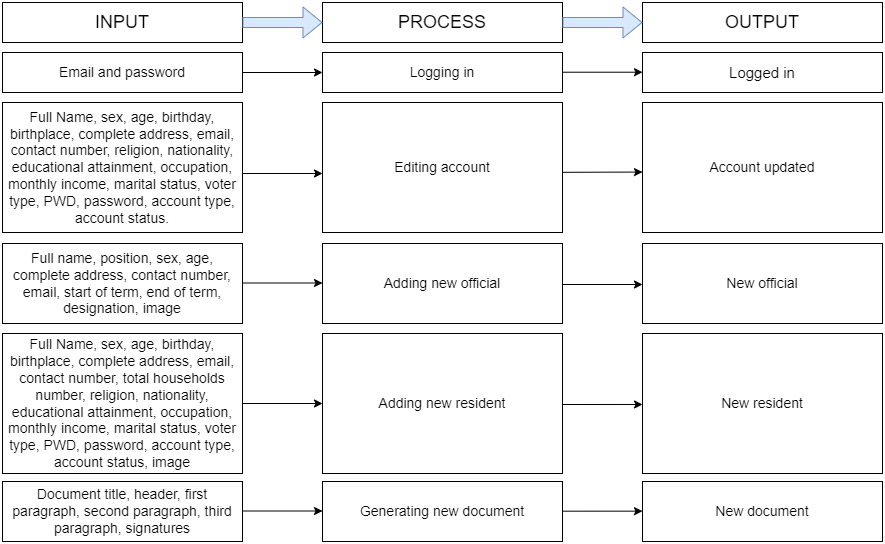 INPUT
PROCESS
OUTPUT
Email and password
Logging in
Logged in
Full Name, sex, age, birthday,
birthplace, complete address, email,
contact number, religion, nationality,
educational attainment, occupation,
monthly income, marital status, voter
type, PWD, password, account type,
account status.
Editing account
Account updated
Full name, position, sex, age,
complete address, contact number,
email, start of term, end of term,
designation, image
Adding new official
New official
Full Name, sex, age, birthday,
birthplace, complete address, email,
contact number, total households
number, religion, nationality,
educational attainment, occupation,
monthly income, marital status, voter
type, PWD, password, account type,
account status, image
Adding new resident
New resident
Document title, header, first
paragraph, second paragraph, third
paragraph, signatures
Generating new document
New document